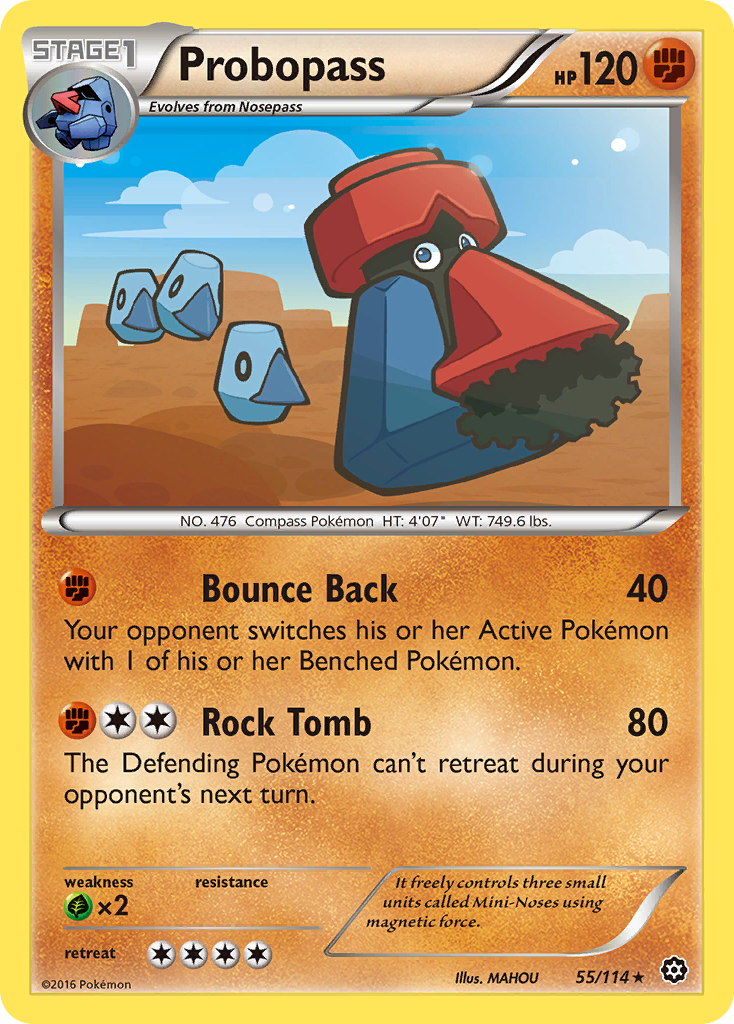 STAGE1
Probopass
HP 120
Evolves from Nosepass
NO. 476 Compass Pokémon HT: 4'07" WT: 749.6 lbs.
Bounce Back 40
Your opponent switches his or her Active Pokémon
with 1 of his or her Benched Pokémon.
Rock Tomb 80
The Defending Pokémon can't retreat during your
opponent's next turn.
weakness resistance
×2
retreat
It freely controls three small
units called Mini-Noses using
magnetic force.
©2016 Pokémon
Illus. MAHOU
55/114 ★